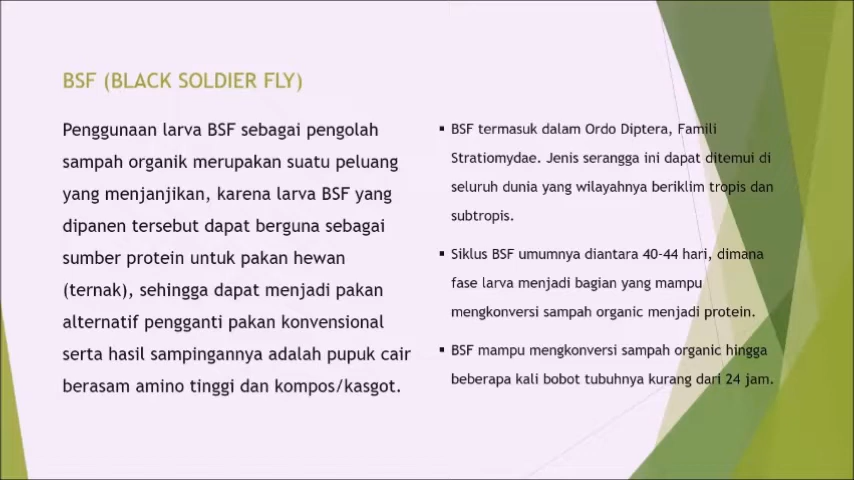 BSF (BLACK SOLDIER FLY)
Penggunaan larva BSF sebagai pengolah
sampah organik merupakan suatu peluang
yang menjanjikan, karena larva BSF yang
dipanen tersebut dapat berguna sebagai
sumber protein untuk pakan hewan
(ternak), sehingga dapat menjadi pakan
alternatif pengganti pakan konvensional
serta hasil sampingannya adalah pupuk cair
berasam amino tinggi dan kompos/kasgot.
▪ BSF termasuk dalam Ordo Diptera, Famili
Stratiomydae. Jenis serangga ini dapat ditemui di
seluruh dunia yang wilayahnya beriklim tropis dan
subtropis.
▪ Siklus BSF umumnya diantara 40-44 hari, dimana
fase larva menjadi bagian yang mampu
mengkonversi sampah organic menjadi protein.
▪ BSF mampu mengkonversi sampah organic hingga
beberapa kali bobot tubuhnya kurang dari 24 jam.